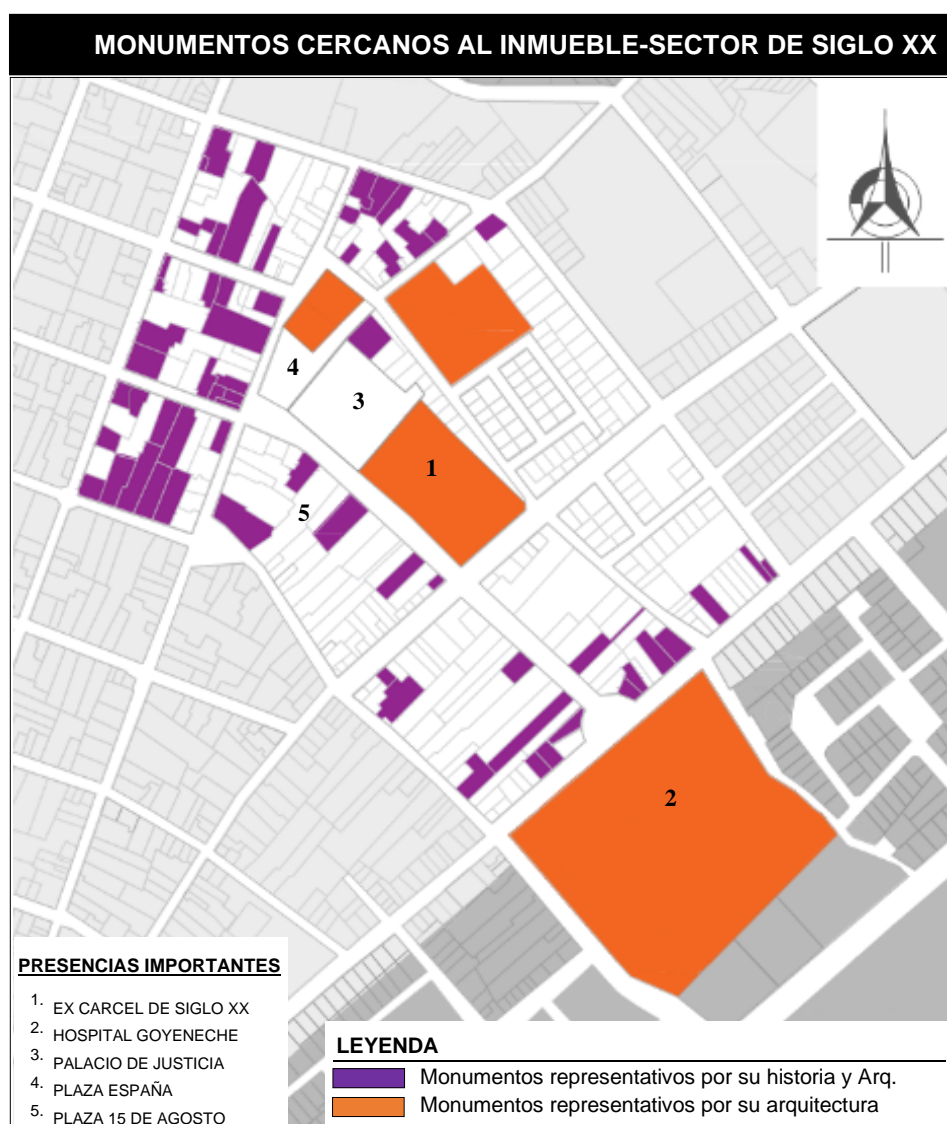 MONUMENTOS CERCANOS AL INMUEBLE-SECTOR DE SIGLO XX
4
3
1
5
2
PRESENCIAS IMPORTANTES
1. EX CARCEL DE SIGLO XX
2. HOSPITAL GOYENECHE
3. PALACIO DE JUSTICIA
4. PLAZA ESPAÑA
5. PLAZA 15 DE AGOSTO
LEYENDA
Monumentos representativos por su historia y Arq.
Monumentos representativos por su arquitectura